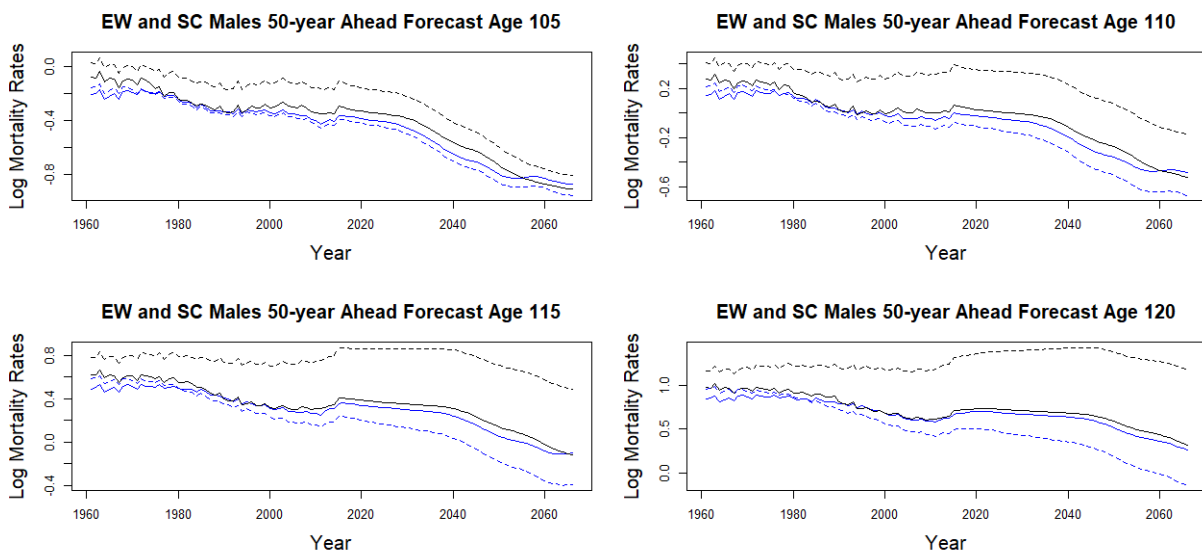 EW and SC Males 50-year Ahead Forecast Age 105
Log Mortality Rates
0.0
-0.4
-0.8
1960 1980 2000 2020 2040 2060
Year
EW and SC Males 50-year Ahead Forecast Age 110
Log Mortality Rates
0.2
-0.2
-0.6
1960 1980 2000 2020 2040 2060
Year
EW and SC Males 50-year Ahead Forecast Age 115
Log Mortality Rates
0.8
0.4
0.0
-0.4
1960 1980 2000 2020 2040 2060
Year
EW and SC Males 50-year Ahead Forecast Age 120
Log Mortality Rates
1.0
0.5
0.0
1960 1980 2000 2020 2040 2060
Year